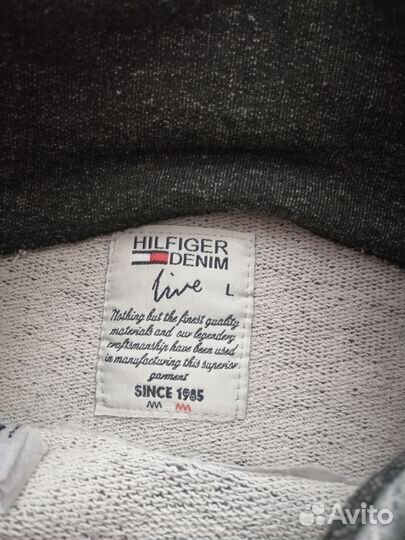 HILFIGER
DENIM
live L
Nothing but the finest quality
materials and our legendary
craftsmanship have been used
in manufacturing this superior
garment
SINCE 1985
Avito